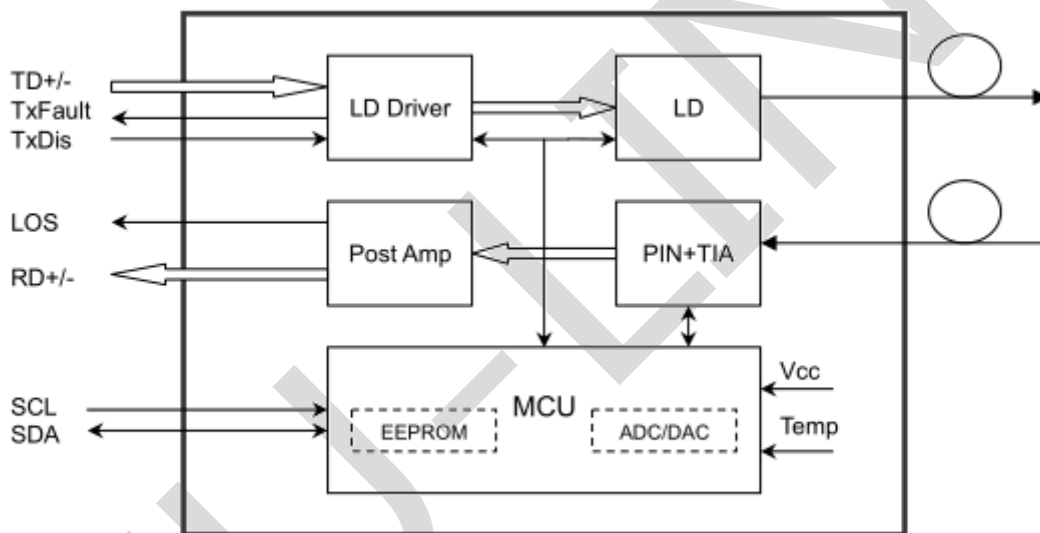 TD+/-
TxFault
TxDis
LD Driver
LD
LOS
RD+/-
Post Amp
PIN+TIA
SCL
SDA
MCU
EEPROM
ADC/DAC
Vcc
Temp